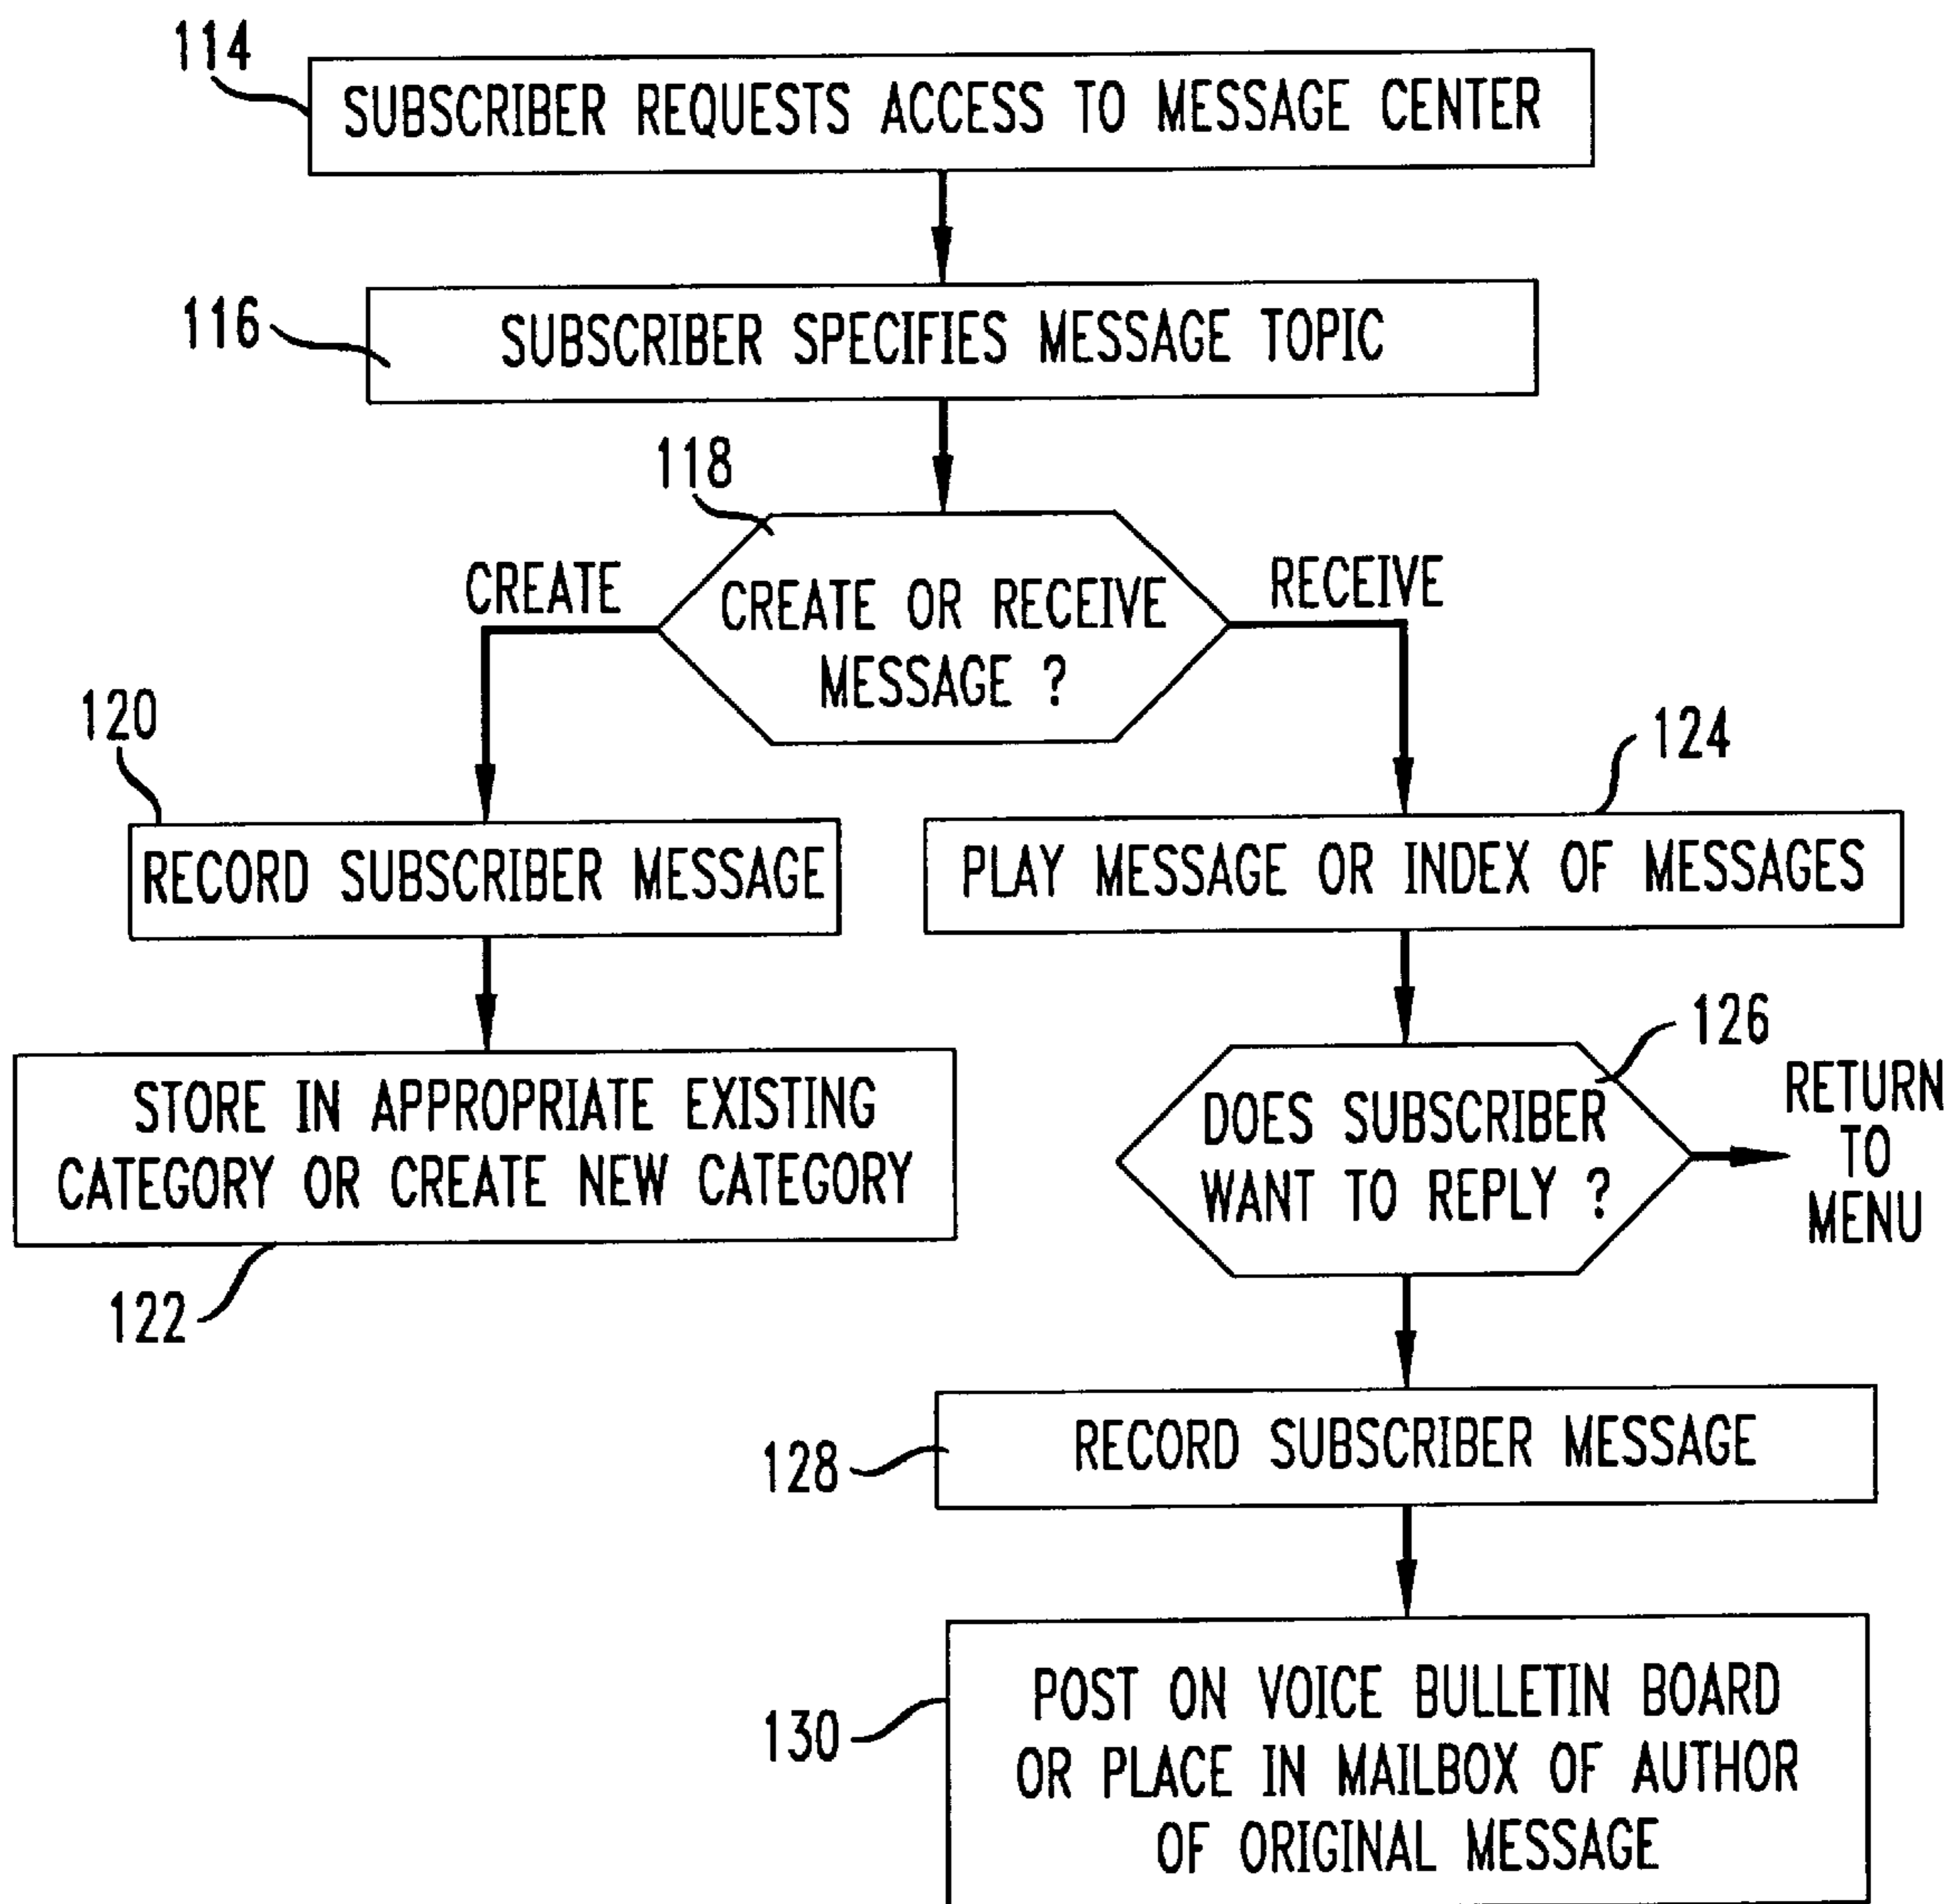 114
SUBSCRIBER REQUESTS ACCESS TO MESSAGE CENTER
116
SUBSCRIBER SPECIFIES MESSAGE TOPIC
118
CREATE
CREATE OR RECEIVE
MESSAGE ?
RECEIVE
120
RECORD SUBSCRIBER MESSAGE
124
PLAY MESSAGE OR INDEX OF MESSAGES
STORE IN APPROPRIATE EXISTING
CATEGORY OR CREATE NEW CATEGORY
122
126
DOES SUBSCRIBER
WANT TO REPLY ?
RETURN
TO
MENU
128
RECORD SUBSCRIBER MESSAGE
130
POST ON VOICE BULLETIN BOARD
OR PLACE IN MAILBOX OF AUTHOR
OF ORIGINAL MESSAGE